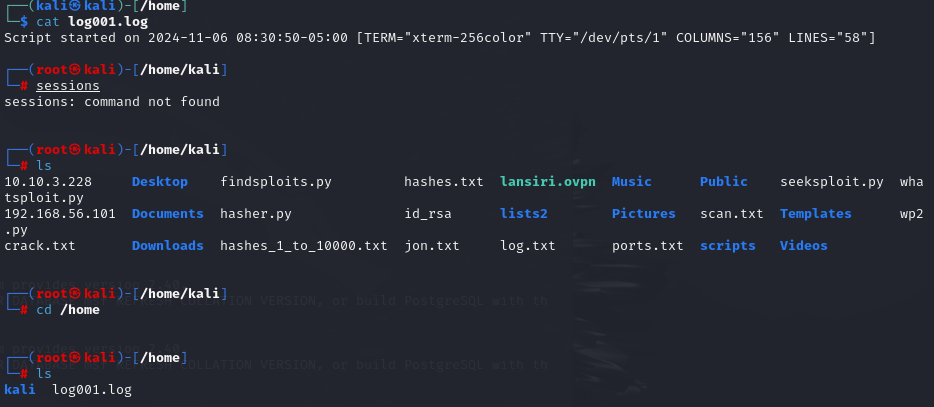 ┌──(kali㉿kali)-[/home]
└─$ cat log001.log
Script started on 2024-11-06 08:30:50-05:00 [TERM="xterm-256color" TTY="/dev/pts/1" COLUMNS="156" LINES="58"]
┌──(root㉿kali)-[/home/kali]
└─# sessions
sessions: command not found
┌──(root㉿kali)-[/home/kali]
└─# ls
10.10.3.228     Desktop    findsploits.py         hashes.txt  lansiri.ovpn  Music     Public   seeksploit.py  wha
tsploit.py
192.168.56.101  Documents  hasher.py              id_rsa      lists2        Pictures  scan.txt  Templates      wp2
.py
crack.txt       Downloads  hashes_1_to_10000.txt  jon.txt     log.txt       ports.txt  scripts  Videos
┌──(root㉿kali)-[/home/kali]
└─# cd /home
┌──(root㉿kali)-[/home]
└─# ls
kali  log001.log